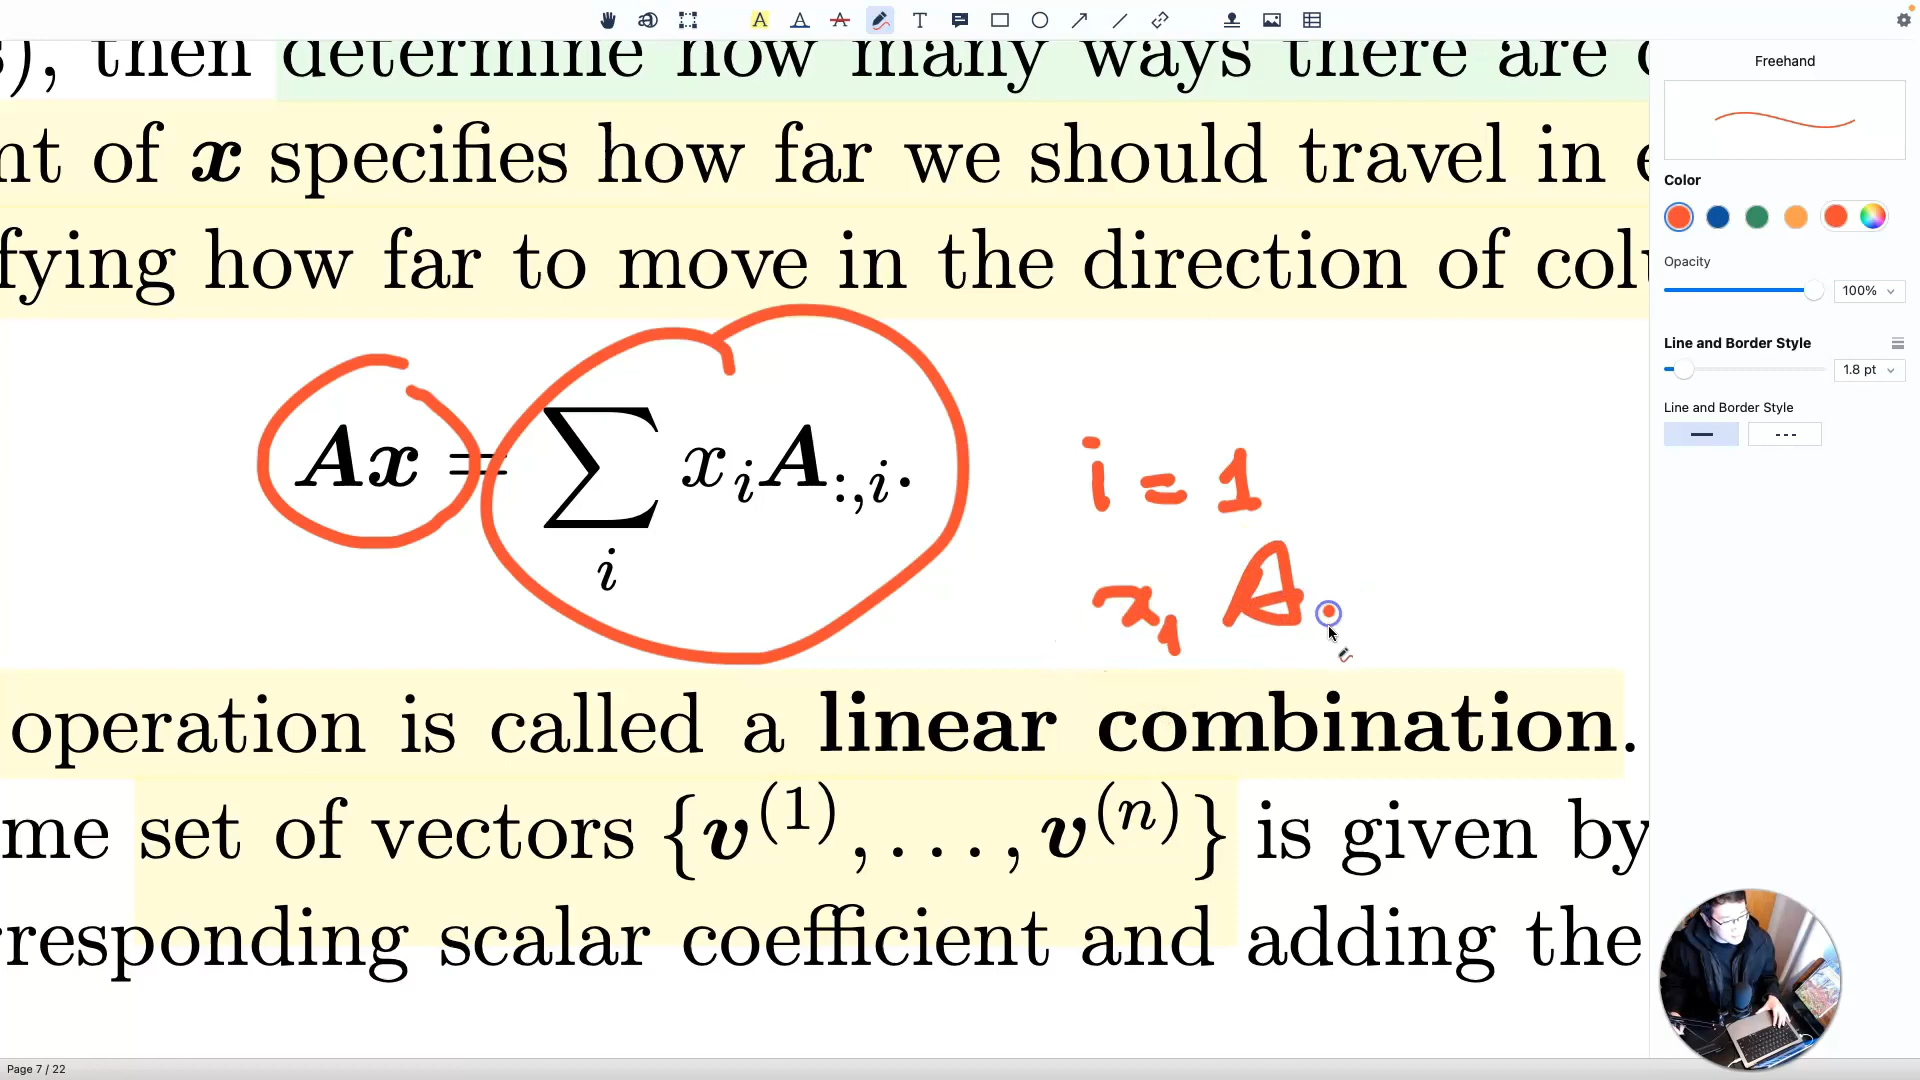 Freehand
Color
Opacity
100%
Line and Border Style
1.8 pt
Line and Border Style
), then determine how many ways there are
nt of x specifies how far we should travel in e
fying how far to move in the direction of col
Ax = ∑_i x_i A_{:,i}.
i = 1
x_1 A
operation is called a linear combination.
me set of vectors {v^{(1)}, . . . , v^{(n)}} is given by
rresponding scalar coefficient and adding the
Page 7 / 22